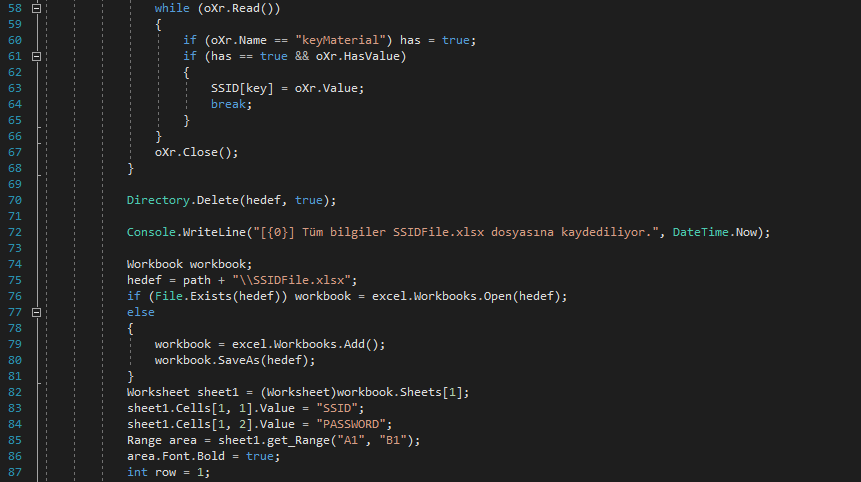 58 while (oXr.Read())
59 {
60 if (oXr.Name == "keyMaterial") has = true;
61 if (has == true && oXr.HasValue)
62 {
63 SSID[key] = oXr.Value;
64 break;
65 }
66 }
67 oXr.Close();
68 }
69
70 Directory.Delete(hedef, true);
71
72 Console.WriteLine("[{0}] Tüm bilgiler SSIDFile.xlsx dosyasına kaydediliyor.", DateTime.Now);
73
74 Workbook workbook;
75 hedef = path + "\\SSIDFile.xlsx";
76 if (File.Exists(hedef)) workbook = excel.Workbooks.Open(hedef);
77 else
78 {
79 workbook = excel.Workbooks.Add();
80 workbook.SaveAs(hedef);
81 }
82 Worksheet sheet1 = (Worksheet)workbook.Sheets[1];
83 sheet1.Cells[1, 1].Value = "SSID";
84 sheet1.Cells[1, 2].Value = "PASSWORD";
85 Range area = sheet1.get_Range("A1", "B1");
86 area.Font.Bold = true;
87 int row = 1;